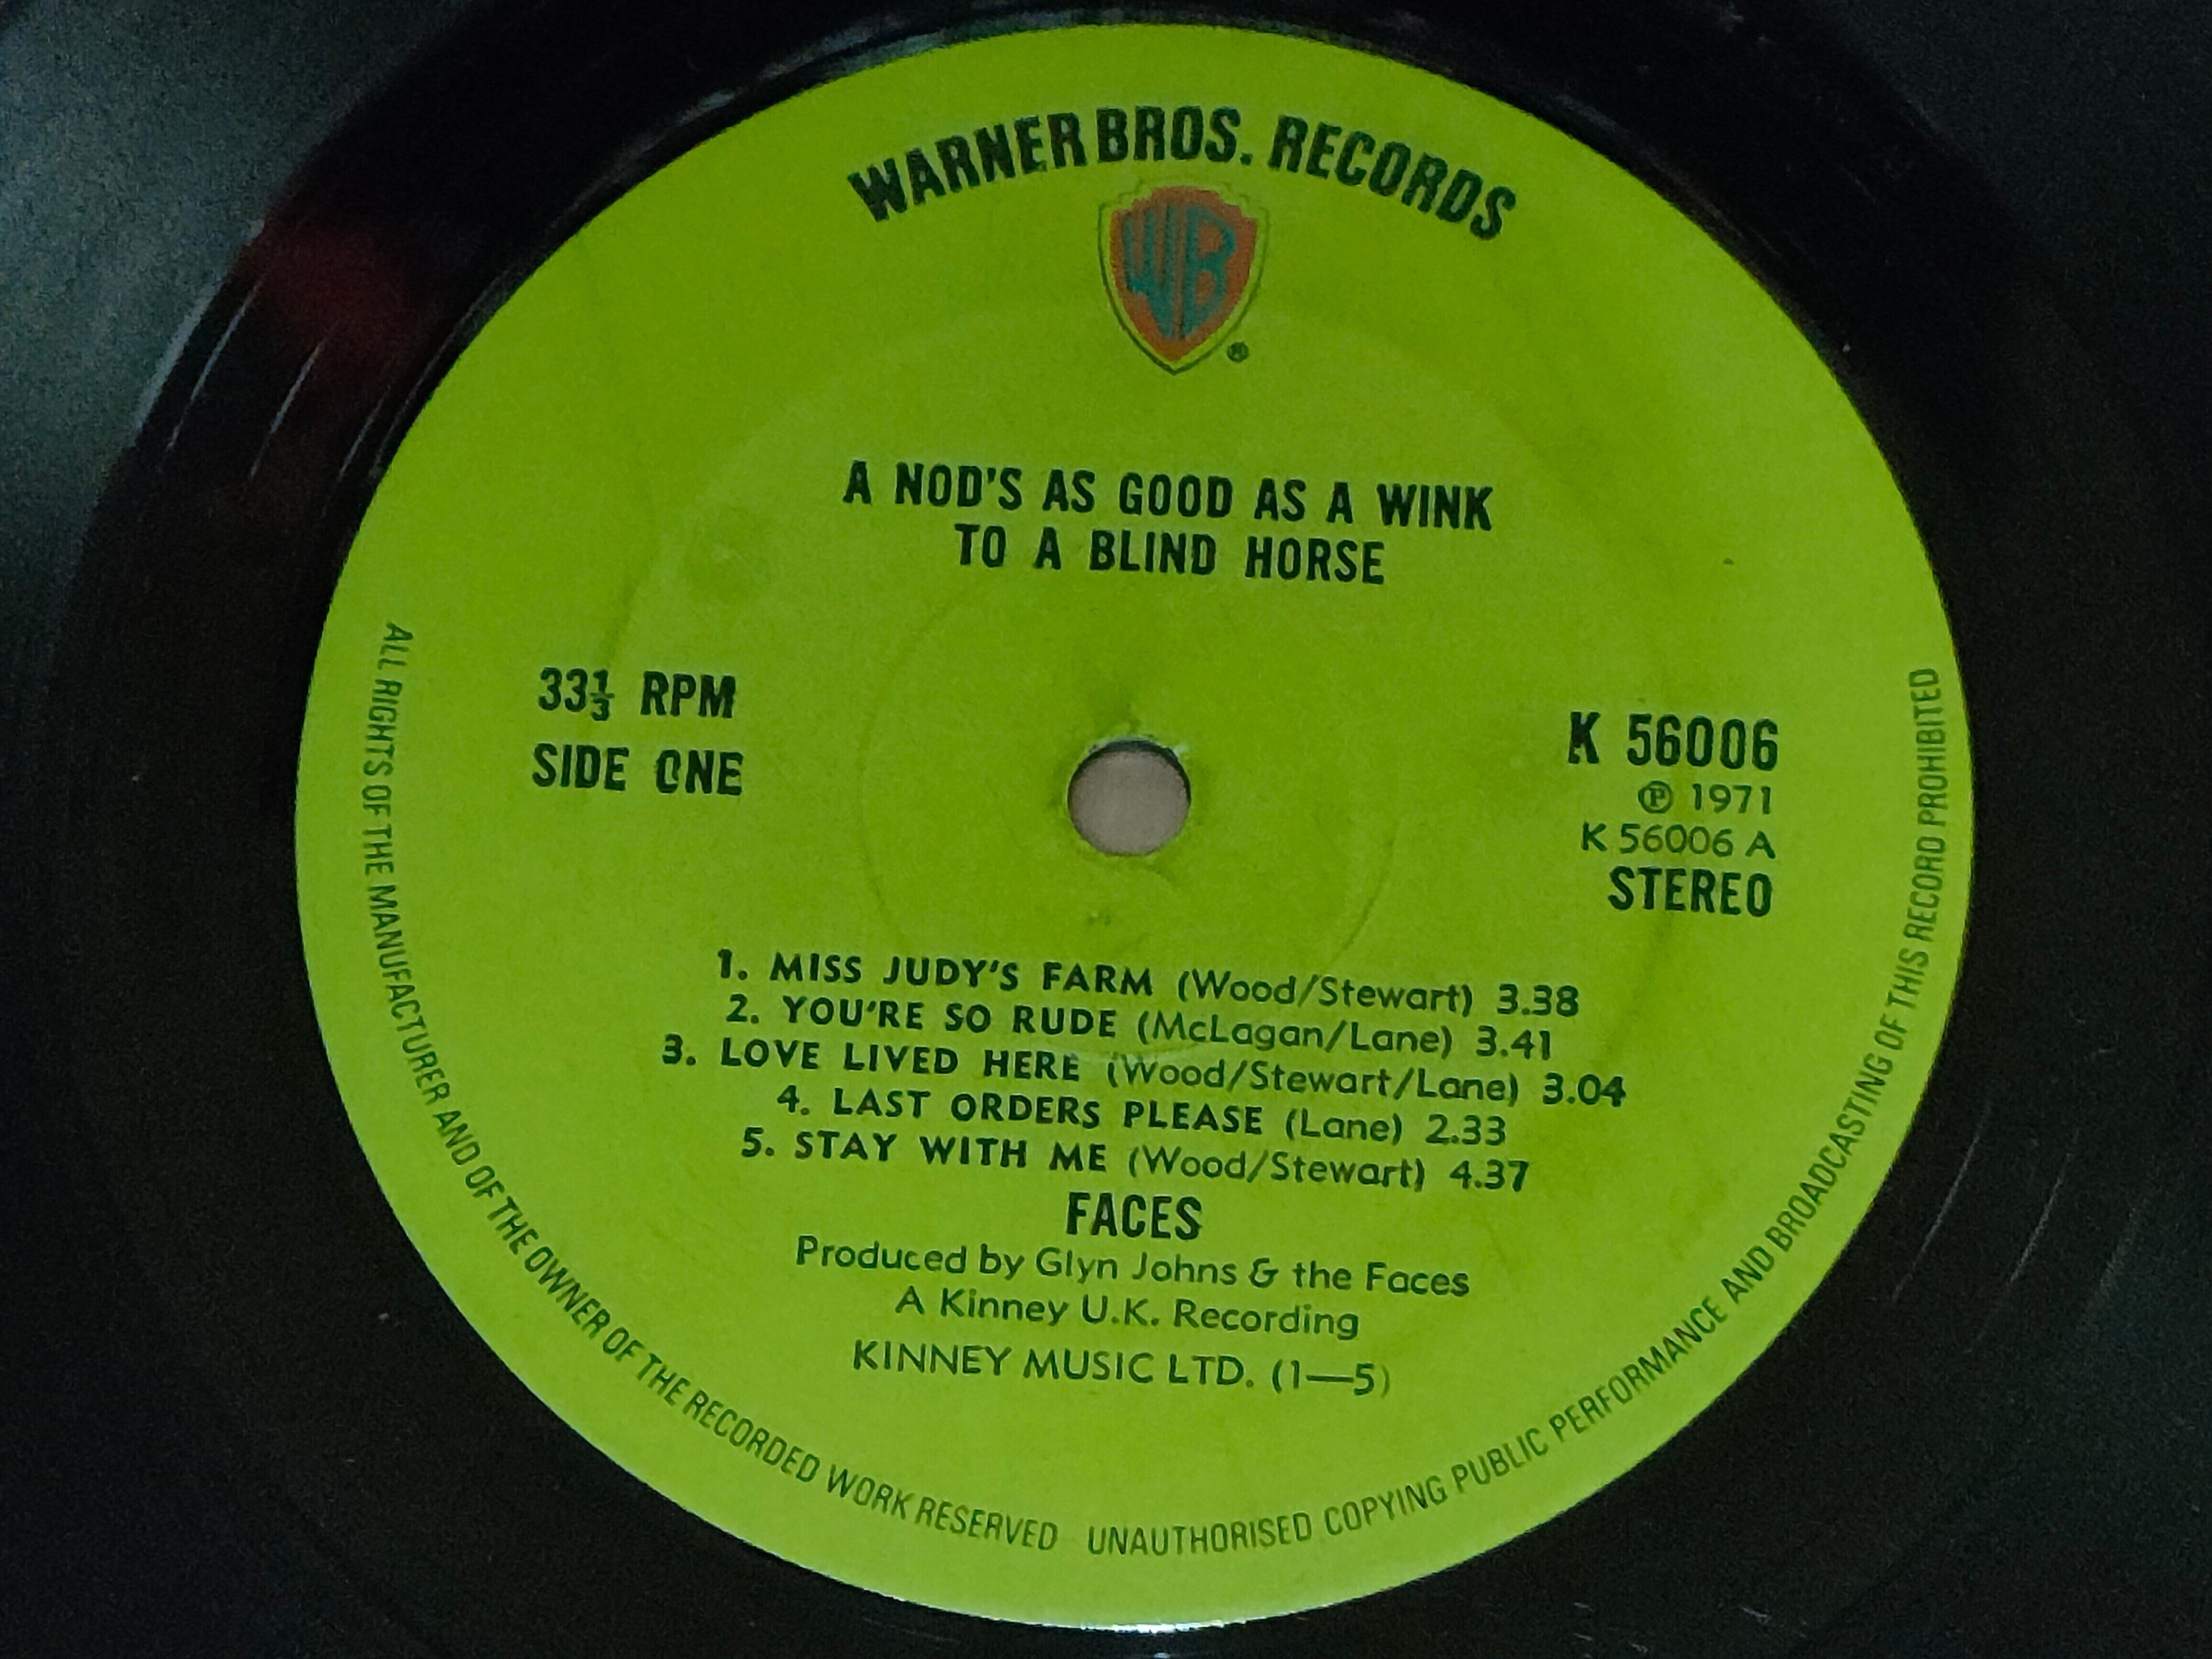 WARNER BROS. RECORDS
WB
®
A NOD'S AS GOOD AS A WINK
TO A BLIND HORSE
33⅓ RPM
SIDE ONE
K 56006
℗ 1971
K 56006 A
STEREO
1. MISS JUDY'S FARM (Wood/Stewart) 3.38
2. YOU'RE SO RUDE (McLagan/Lane) 3.41
3. LOVE LIVED HERE (Wood/Stewart/Lane) 3.04
4. LAST ORDERS PLEASE (Lane) 2.33
5. STAY WITH ME (Wood/Stewart) 4.37
FACES
Produced by Glyn Johns & the Faces
A Kinney U.K. Recording
KINNEY MUSIC LTD. (1—5)
ALL RIGHTS OF THE MANUFACTURER AND OF THE OWNER OF THE RECORDED WORK RESERVED UNAUTHORISED COPYING PUBLIC PERFORMANCE AND BROADCASTING OF THIS RECORD PROHIBITED